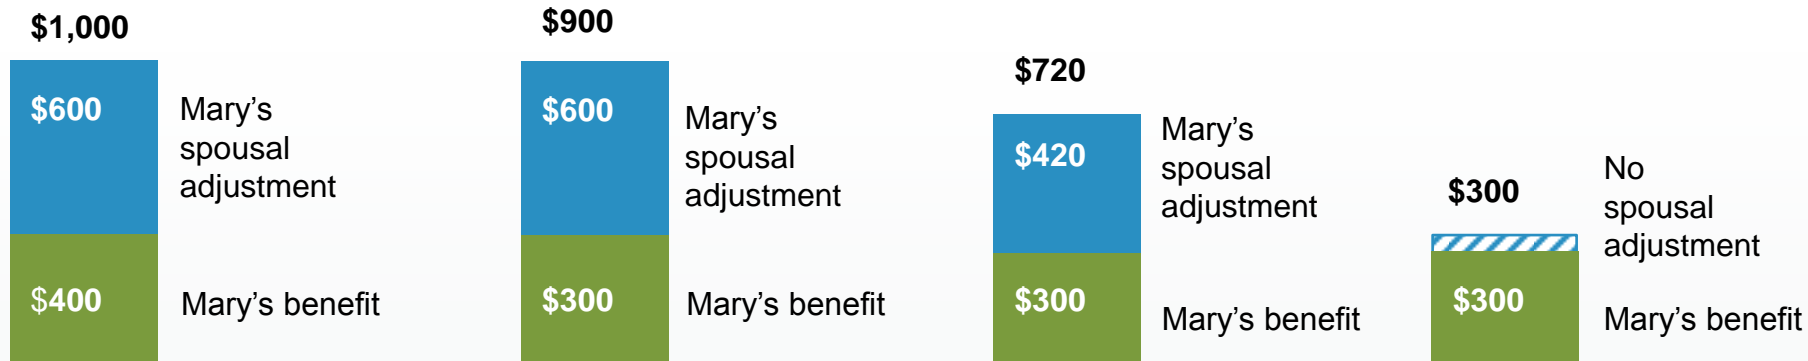 $1,000
$600
Mary’s
spousal
adjustment
$400
Mary’s benefit
$900
$600
Mary’s
spousal
adjustment
$300
Mary’s benefit
$720
$420
Mary’s
spousal
adjustment
$300
Mary’s benefit
$300
No
spousal
adjustment
$300
Mary’s benefit